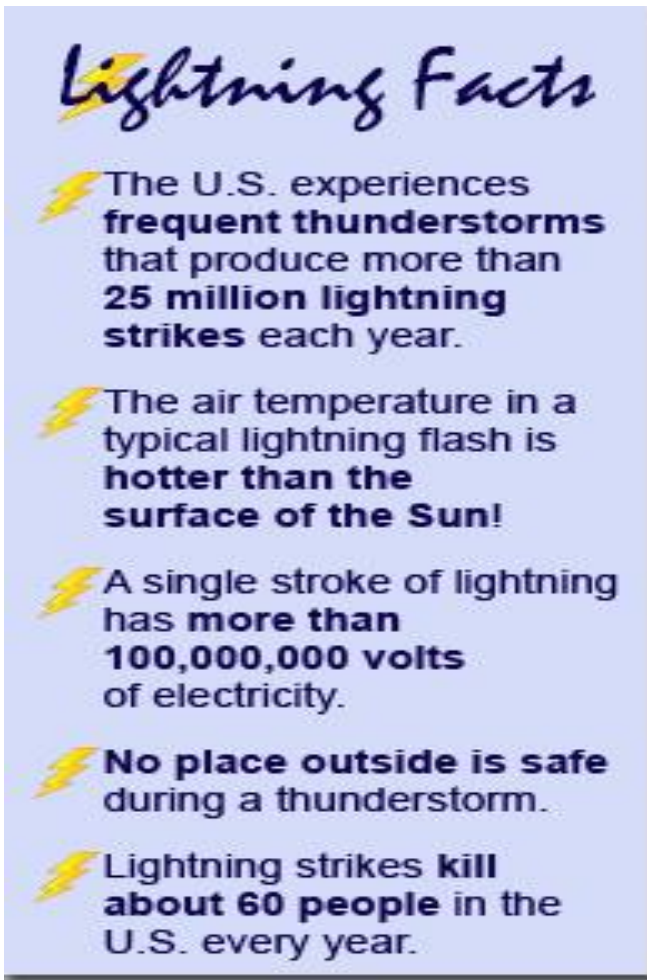 Lightning Facts
The U.S. experiences
frequent thunderstorms
that produce more than
25 million lightning
strikes each year.
The air temperature in a
typical lightning flash is
hotter than the
surface of the Sun!
A single stroke of lightning
has more than
100,000,000 volts
of electricity.
No place outside is safe
during a thunderstorm.
Lightning strikes kill
about 60 people in the
U.S. every year.